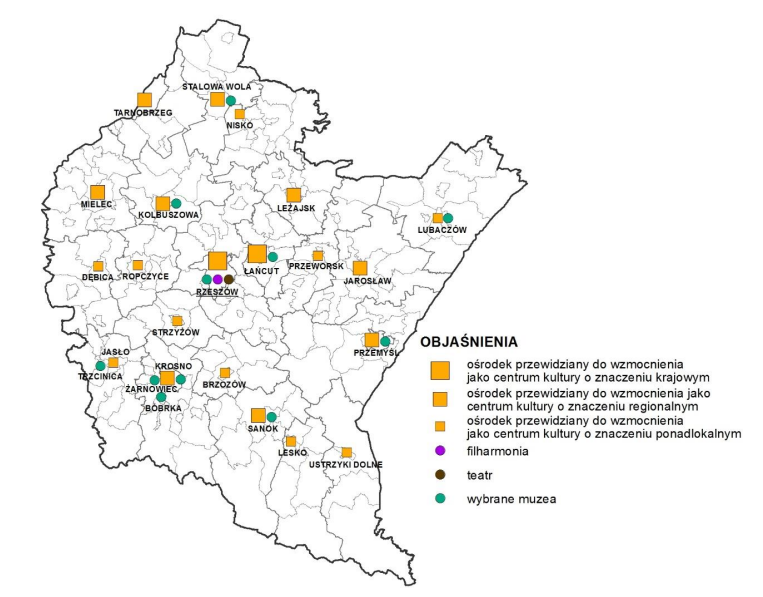 STALOWA WOLA
TARNOBRZEG
NISKO
MIELEC
KOLBUSZOWA
LEŻAJSK
LUBACZÓW
DĘBICA
ROPCZYCE
RZESZÓW
ŁAŃCUT
PRZEWORSK
JAROSŁAW
STRZYŻÓW
PRZEMYŚL
JASŁO
TRZCINICA
KROSNO
ŻARNOWIEC
BÓBRKA
BRZOZÓW
SANOK
LESKO
USTRZYKI DOLNE
OBJAŚNIENIA
ośrodek przewidziany do wzmocnienia
jako centrum kultury o znaczeniu krajowym
ośrodek przewidziany do wzmocnienia jako
centrum kultury o znaczeniu regionalnym
ośrodek przewidziany do wzmocnienia
jako centrum kultury o znaczeniu ponadlokalnym
filharmonia
teatr
wybrane muzea